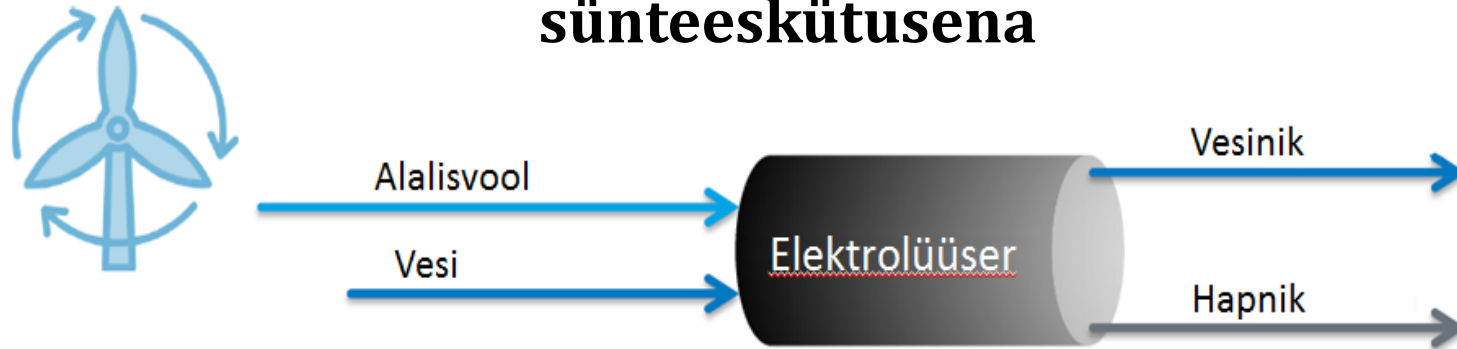 sünteeskütusena
Alalisvool
Vesi
Elektrolüüser
Vesinik
Hapnik